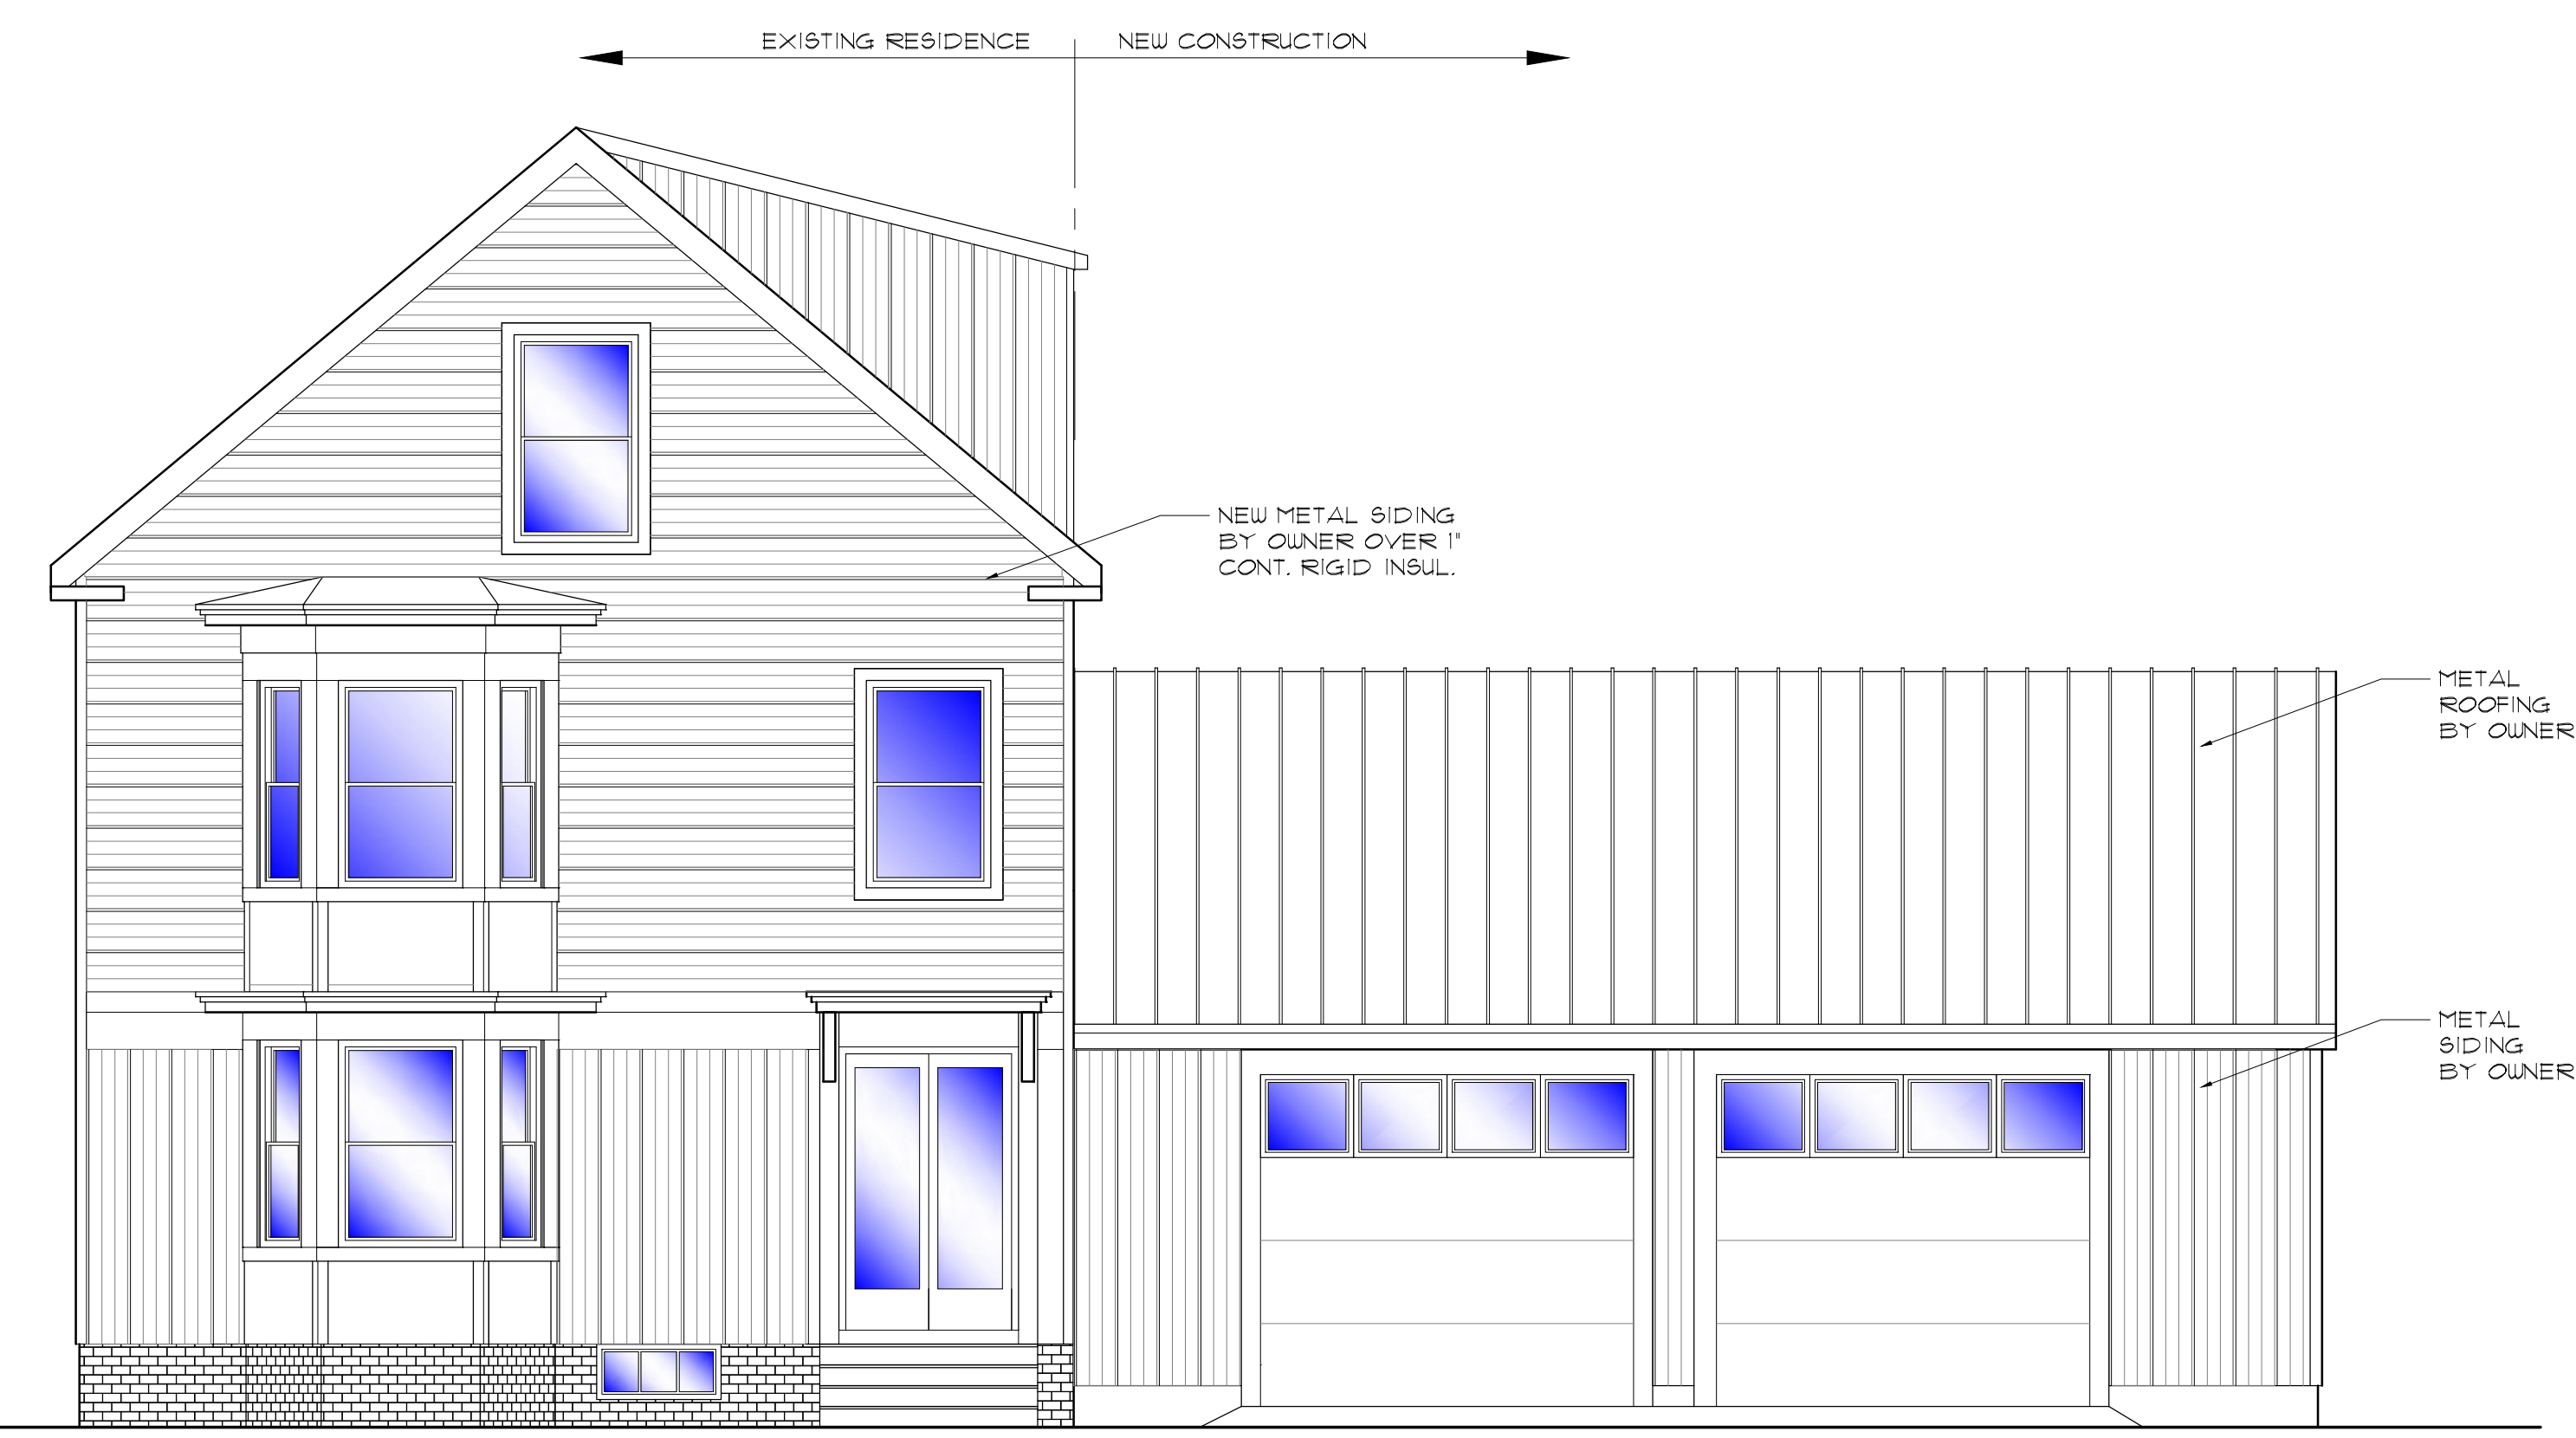 EXISTING RESIDENCE
NEW CONSTRUCTION
NEW METAL SIDING
BY OWNER OVER 1"
CONT. RIGID INSUL.
METAL
ROOFING
BY OWNER
METAL
SIDING
BY OWNER